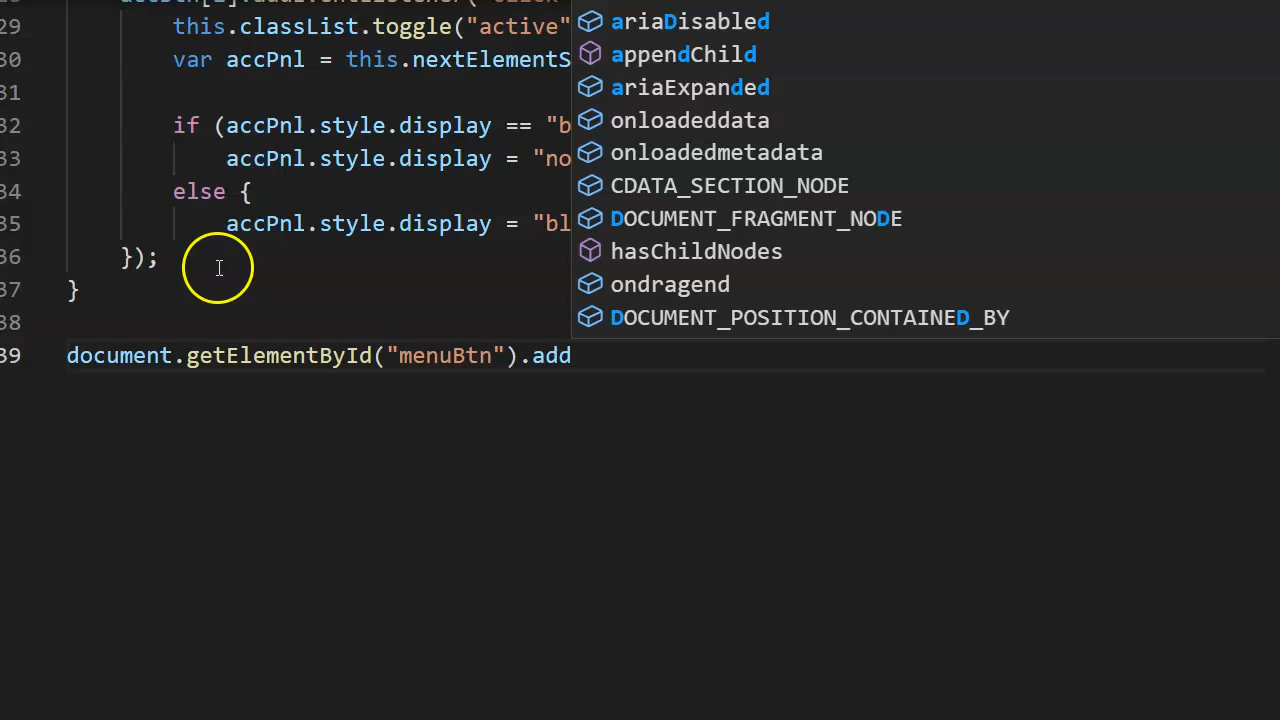 29 this.classList.toggle("active"
30 var accPnl = this.nextElementS
31
32 if (accPnl.style.display == "b
33 accPnl.style.display = "no
34 else {
35 accPnl.style.display = "bl
36 });
37 }
38
39 document.getElementById("menuBtn").add
ariaDisabled
appendChild
ariaExpanded
onloadeddata
onloadedmetadata
CDATA_SECTION_NODE
DOCUMENT_FRAGMENT_NODE
hasChildNodes
ondragend
DOCUMENT_POSITION_CONTAINED_BY